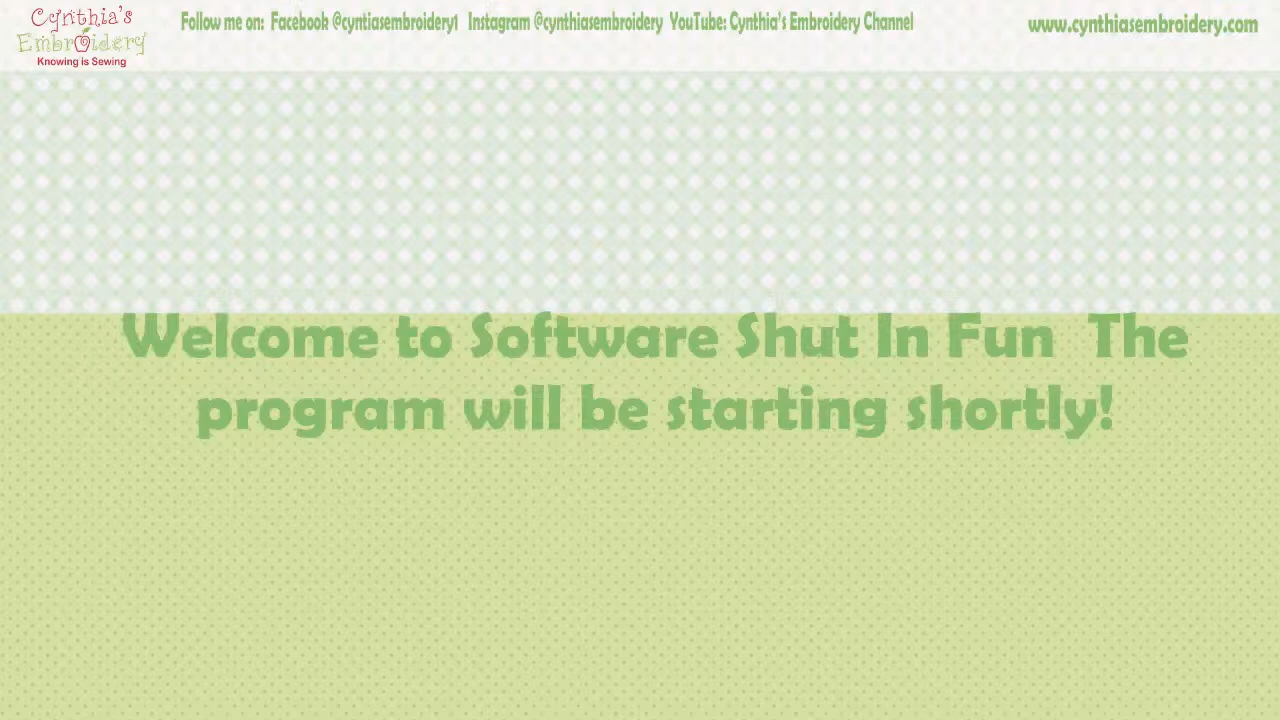 Cynthia's
Embroidery
Knowing is Sewing
Follow me on: Facebook @cyntiasembroidery1 Instagram @cynthiasembroidery YouTube: Cynthia's Embroidery Channel
www.cynthiasembroidery.com
Welcome to Software Shut In Fun The
program will be starting shortly!